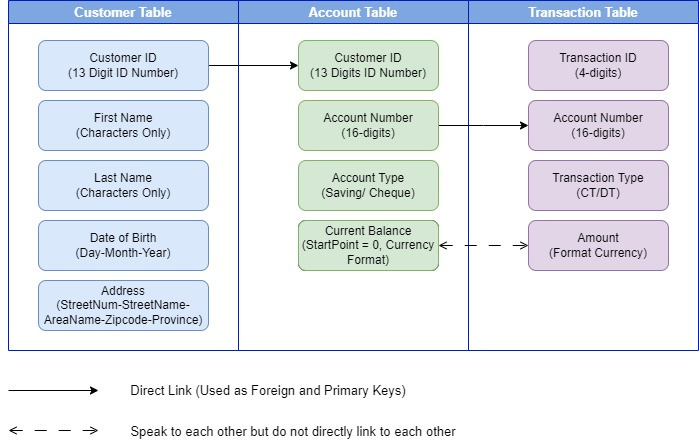 Customer Table
Account Table
Transaction Table
Customer ID
(13 Digit ID Number)
First Name
(Characters Only)
Last Name
(Characters Only)
Date of Birth
(Day-Month-Year)
Address
(StreetNum-StreetName-
AreaName-Zipcode-Province)
Customer ID
(13 Digits ID Number)
Account Number
(16-digits)
Account Type
(Saving/ Cheque)
Current Balance
(StartPoint = 0, Currency
Format)
Transaction ID
(4-digits)
Account Number
(16-digits)
Transaction Type
(CT/DT)
Amount
(Format Currency)
Direct Link (Used as Foreign and Primary Keys)
Speak to each other but do not directly link to each other